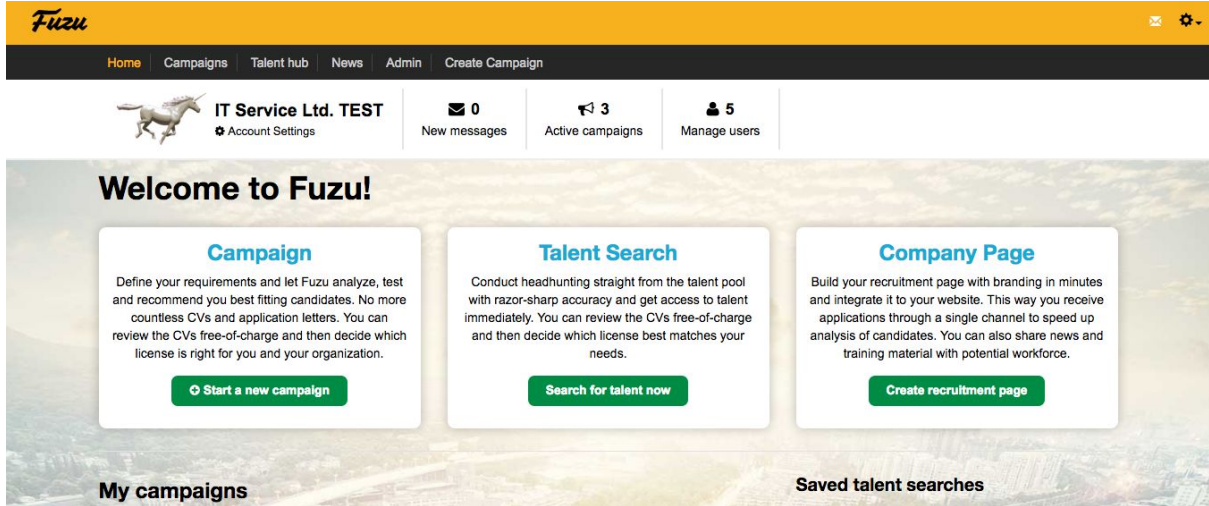 Fuzu
Home Campaigns Talent hub News Admin Create Campaign
IT Service Ltd. TEST
Account Settings
0
New messages
3
Active campaigns
5
Manage users
Welcome to Fuzu!
Campaign
Define your requirements and let Fuzu analyze, test
and recommend you best fitting candidates. No more
countless CVs and application letters. You can
review the CVs free-of-charge and then decide which
license is right for you and your organization.
Start a new campaign
Talent Search
Conduct headhunting straight from the talent pool
with razor-sharp accuracy and get access to talent
immediately. You can review the CVs free-of-charge
and then decide which license best matches your
needs.
Search for talent now
Company Page
Build your recruitment page with branding in minutes
and integrate it to your website. This way you receive
applications through a single channel to speed up
analysis of candidates. You can also share news and
training material with potential workforce.
Create recruitment page
My campaigns
Saved talent searches